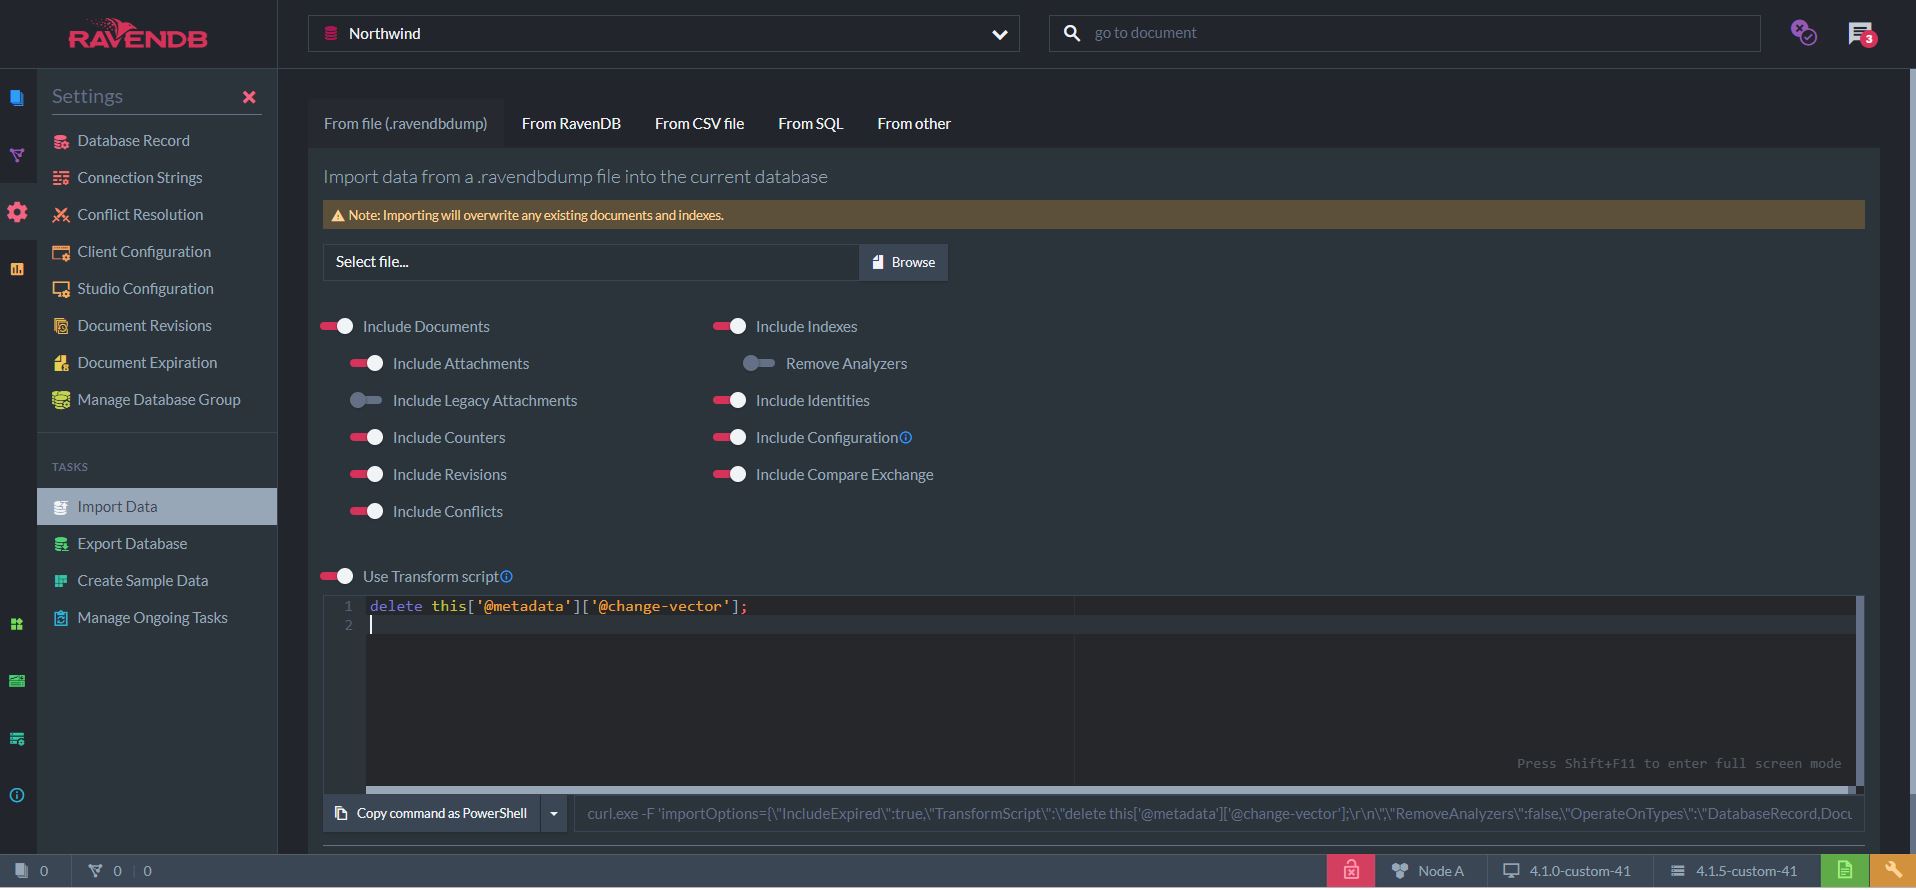 RAVENDB
Northwind
go to document
3
Settings
Database Record
Connection Strings
Conflict Resolution
Client Configuration
Studio Configuration
Document Revisions
Document Expiration
Manage Database Group
TASKS
Import Data
Export Database
Create Sample Data
Manage Ongoing Tasks
From file (.ravendbdump) From RavenDB From CSV file From SQL From other
Import data from a .ravendbdump file into the current database
Note: Importing will overwrite any existing documents and indexes.
Select file... Browse
Include Documents Include Indexes
Include Attachments Remove Analyzers
Include Legacy Attachments Include Identities
Include Counters Include Configuration
Include Revisions Include Compare Exchange
Include Conflicts
Use Transform script
1 delete this['@metadata']['@change-vector'];
2
Press Shift+F11 to enter full screen mode
Copy command as PowerShell curl.exe -F 'importOptions={\"IncludeExpired\":true,\"TransformScript\":\"delete this['@metadata']['@change-vector'];\r\n\",\"RemoveAnalyzers\":false,\"OperateOnTypes\":\"DatabaseRecord,Docu
0 0 0 Node A 4.1.0-custom-41 4.1.5-custom-41